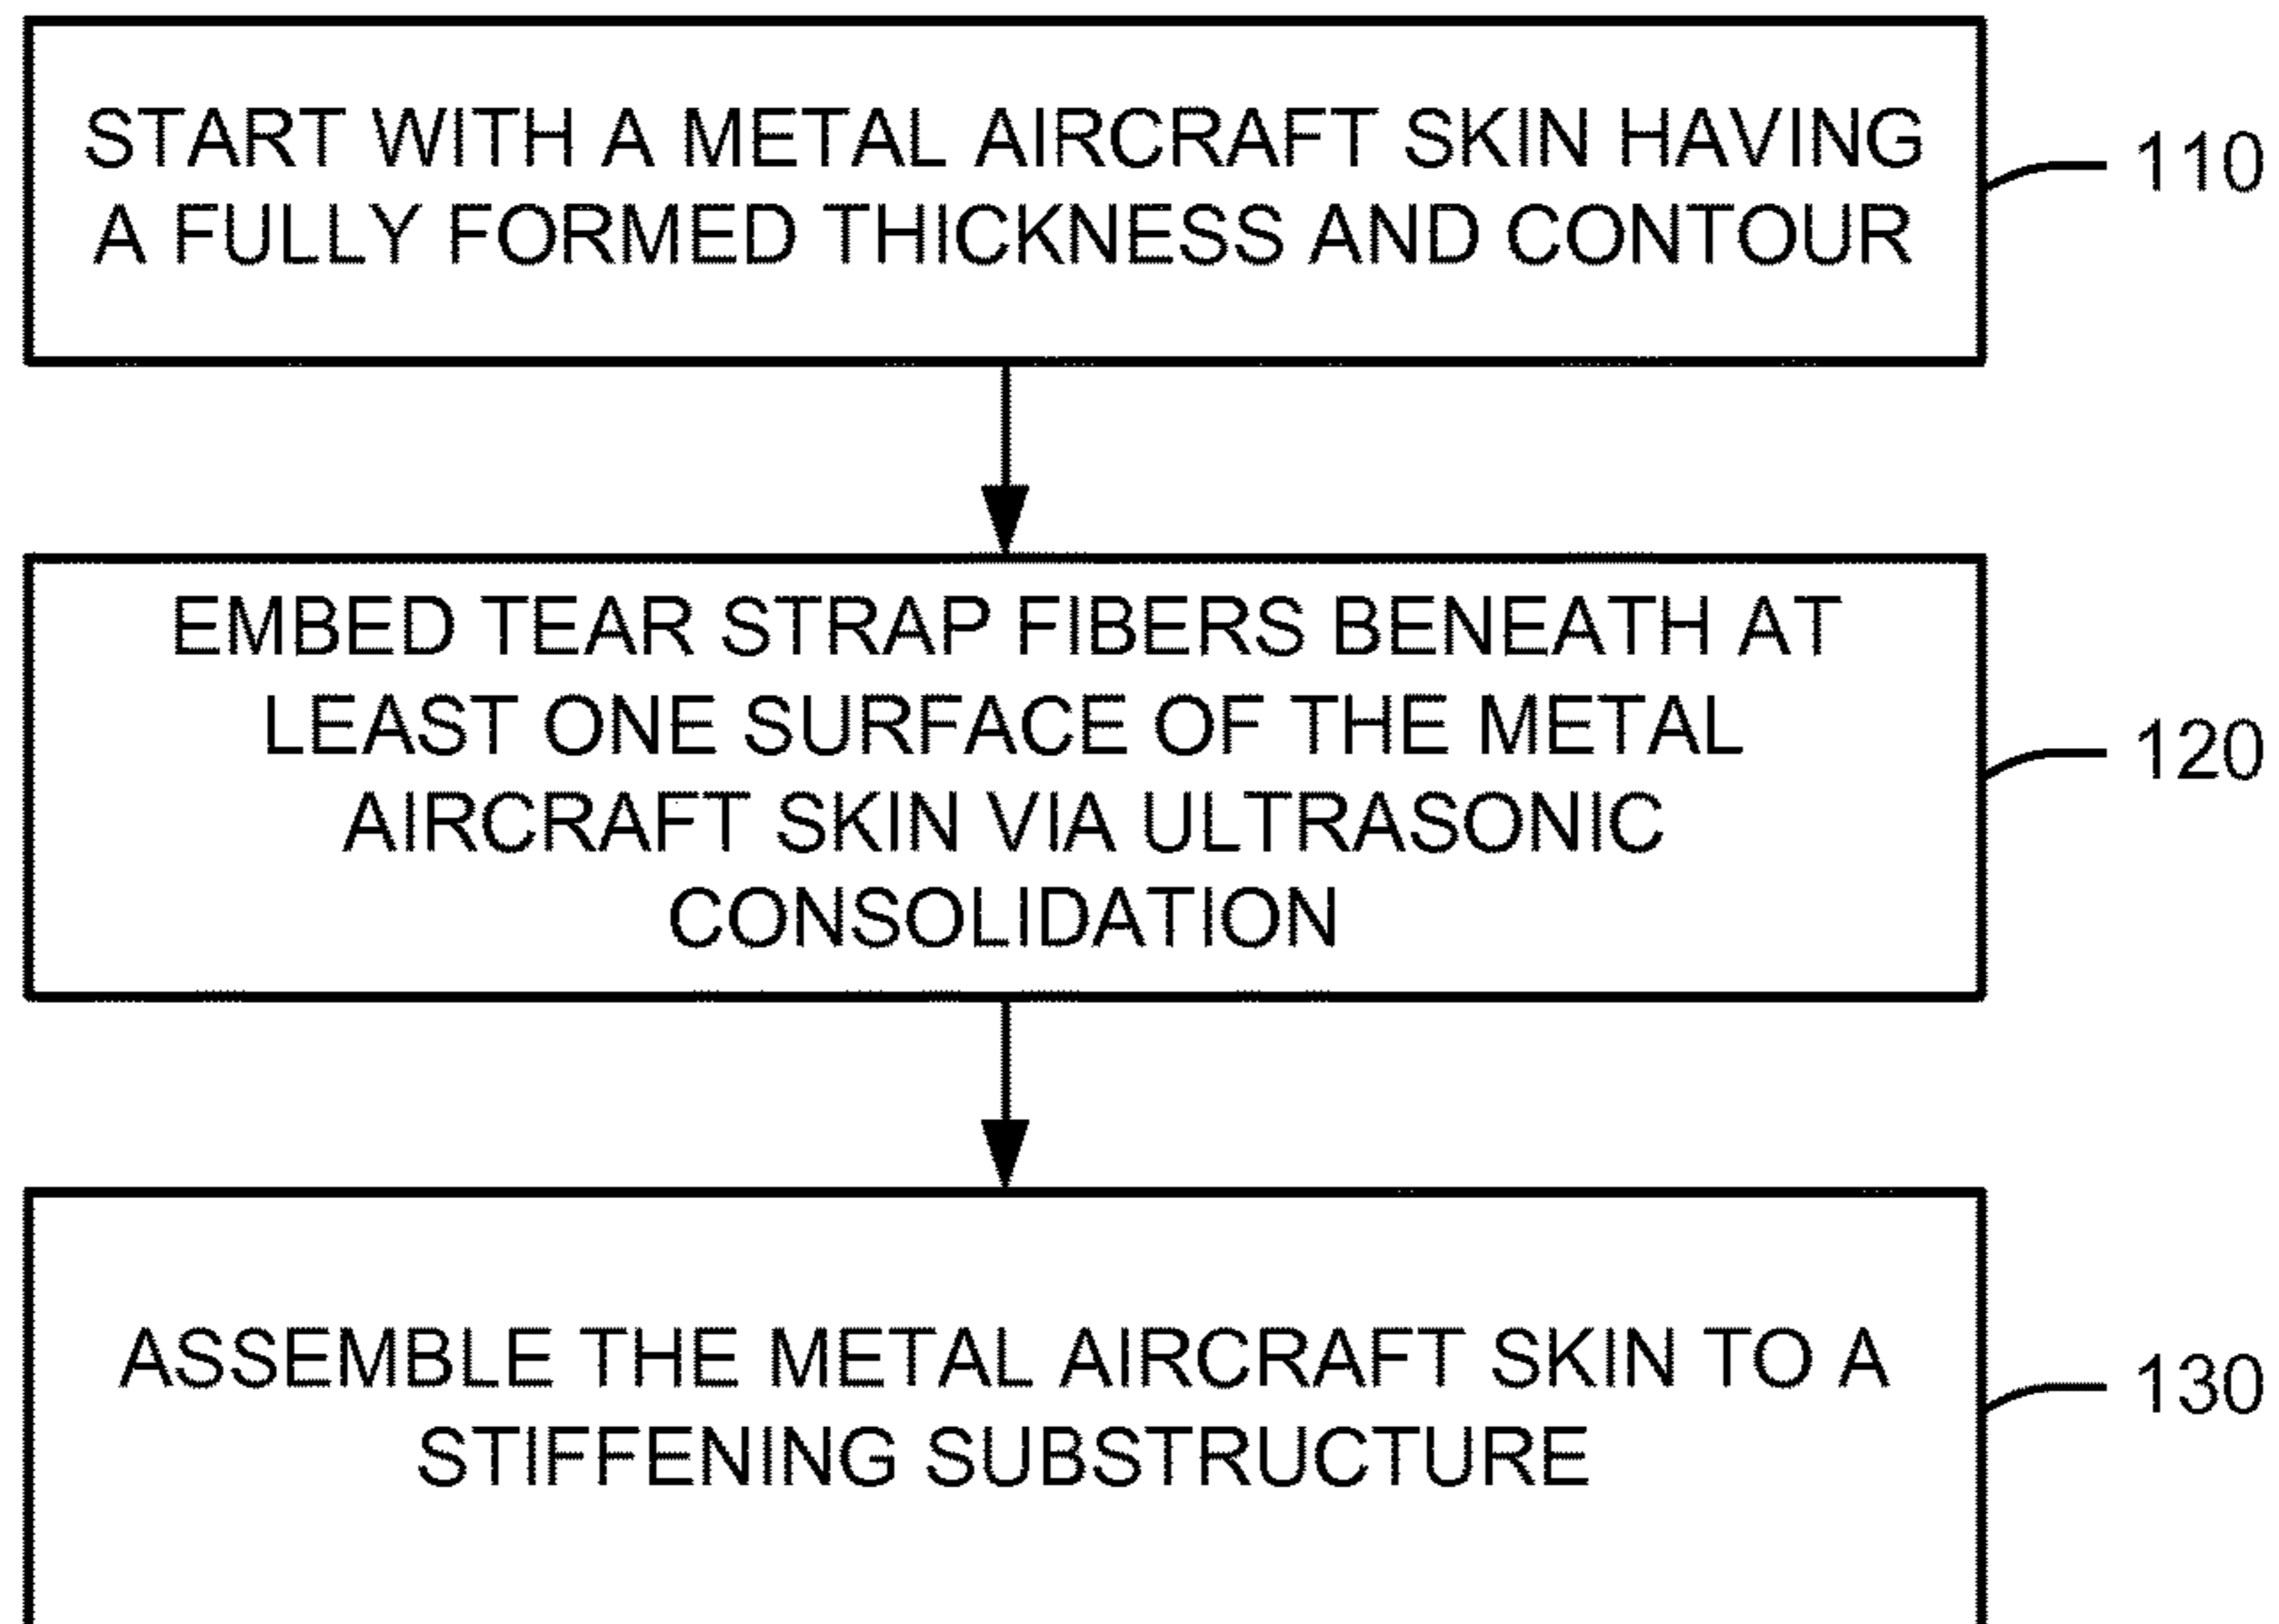 START WITH A METAL AIRCRAFT SKIN HAVING
A FULLY FORMED THICKNESS AND CONTOUR
110
EMBED TEAR STRAP FIBERS BENEATH AT
LEAST ONE SURFACE OF THE METAL
AIRCRAFT SKIN VIA ULTRASONIC
CONSOLIDATION
120
ASSEMBLE THE METAL AIRCRAFT SKIN TO A
STIFFENING SUBSTRUCTURE
130